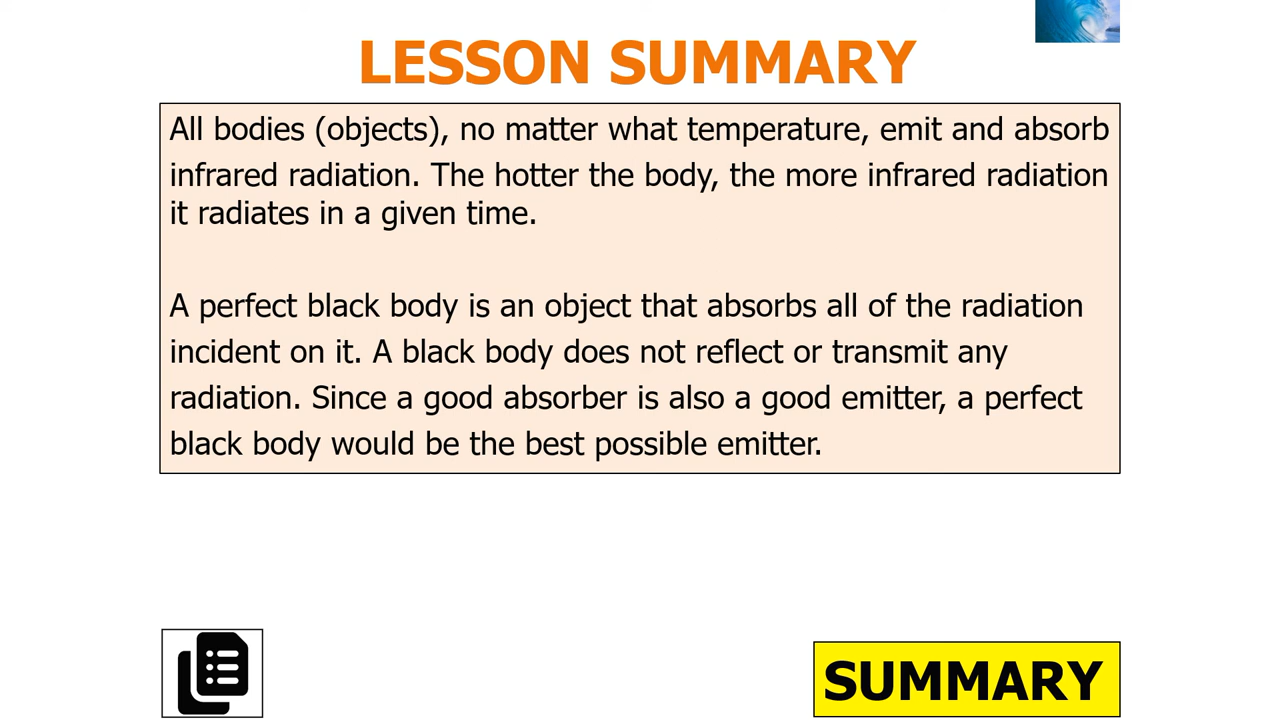 LESSON SUMMARY
All bodies (objects), no matter what temperature, emit and absorb
infrared radiation. The hotter the body, the more infrared radiation
it radiates in a given time.
A perfect black body is an object that absorbs all of the radiation
incident on it. A black body does not reflect or transmit any
radiation. Since a good absorber is also a good emitter, a perfect
black body would be the best possible emitter.
SUMMARY